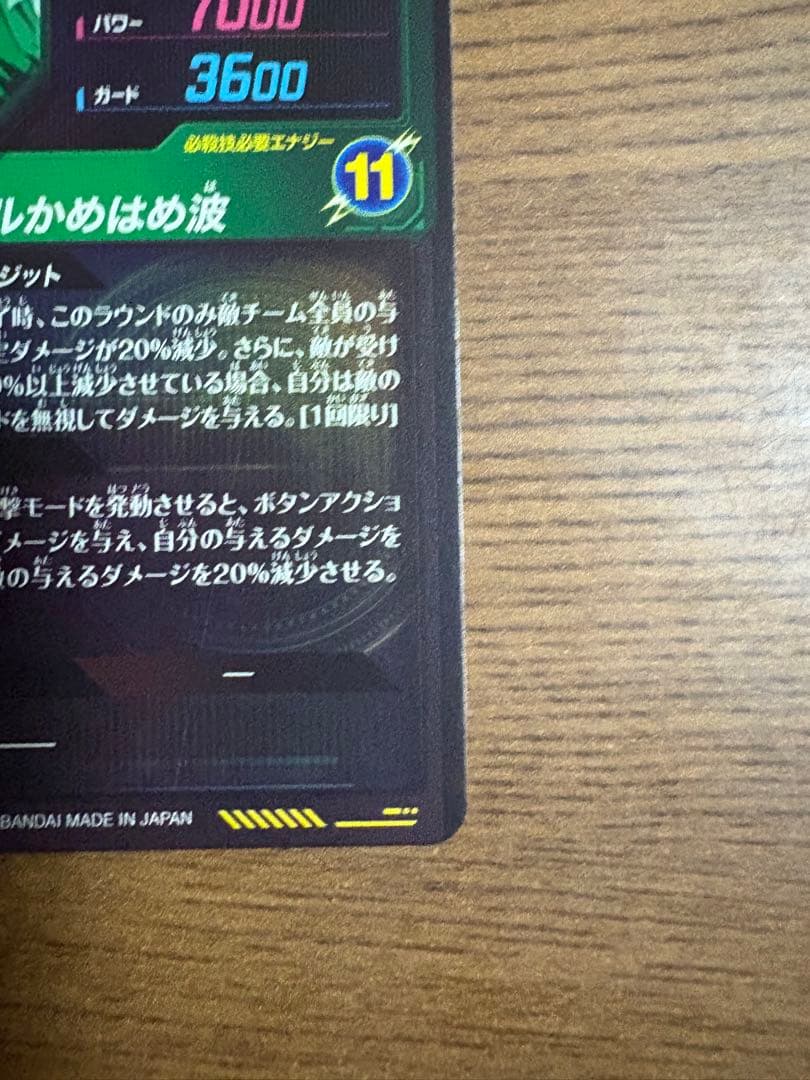 パワー 7000
ガード 3600
必殺技必要エナジー
11
ルかめはめ波
ジット
時、このラウンドのみ敵チーム全員の与
ダメージが20%減少。さらに、敵が受け
%以上減少させている場合、自分は敵の
ドを無視してダメージを与える。[1回限り]
撃モードを発動させると、ボタンアクショ
メージを与え、自分の与えるダメージを
の与えるダメージを20%減少させる。
ー
BANDAI MADE IN JAPAN